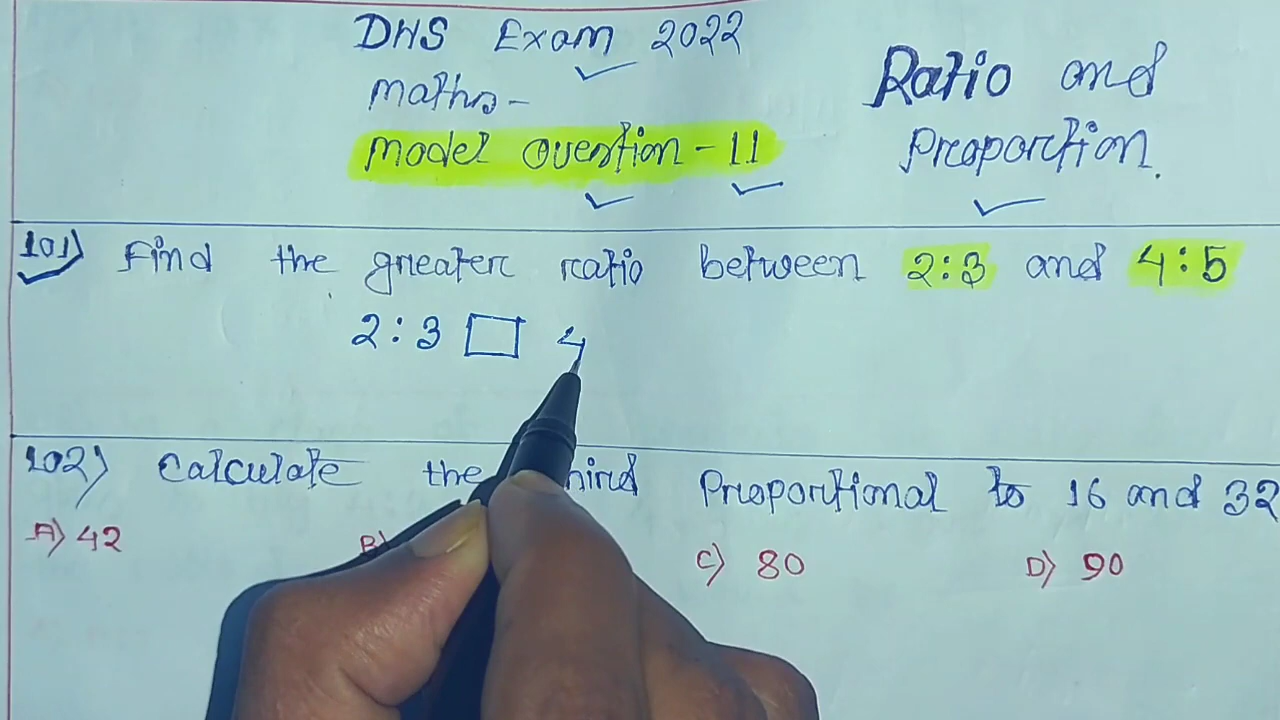 DHS Exam 2022
maths -
model question - 11
Ratio and
Proportion.
101) Find the greater ratio between 2:3 and 4:5
2:3 □ 4
102) Calculate the Proportional to 16 and 32
A) 42
B)
C) 80
D) 90